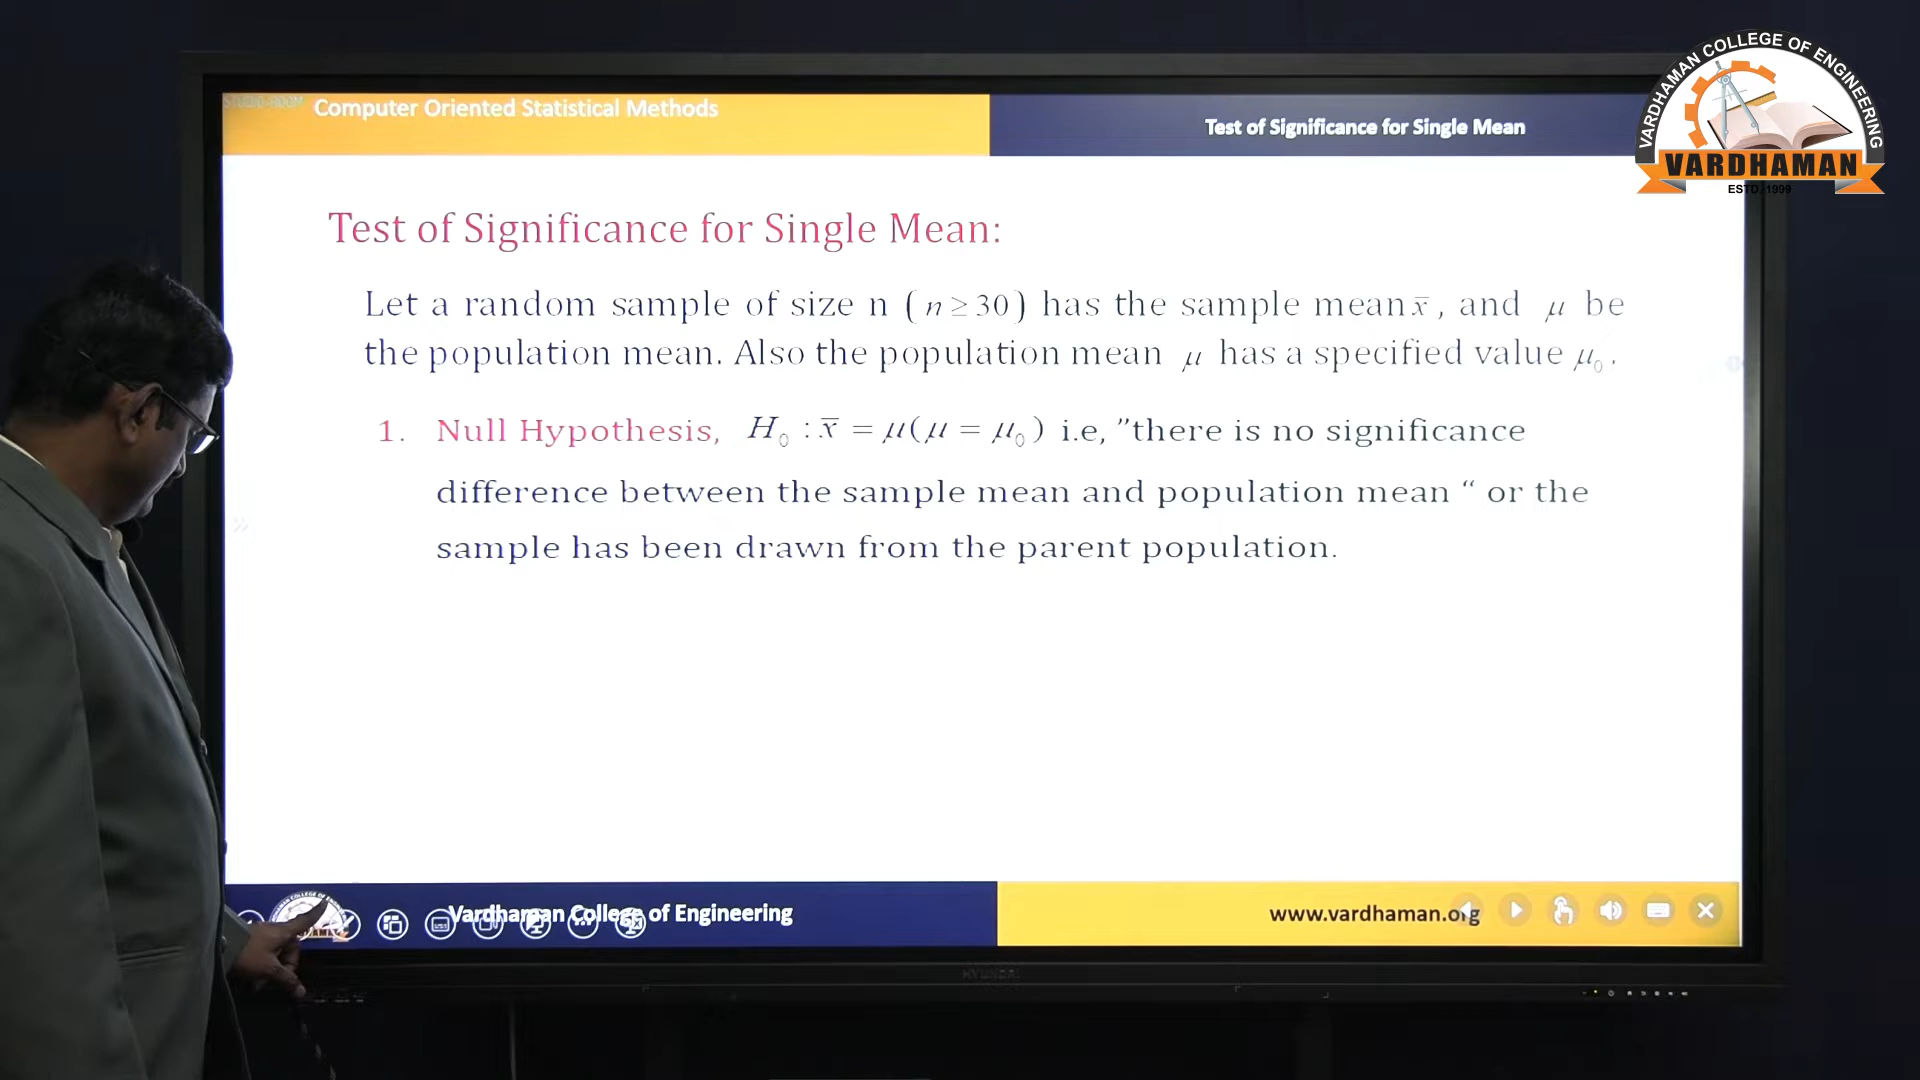 VARDHAMAN COLLEGE OF ENGINEERING
VARDHAMAN
ESTD. 1999
STUDIO-ROOM
Computer Oriented Statistical Methods
Test of Significance for Single Mean
Test of Significance for Single Mean:
Let a random sample of size n ( n ≥ 30 ) has the sample mean x̄ , and μ be
the population mean. Also the population mean μ has a specified value μ₀ .
1. Null Hypothesis, H₀ : x̄ = μ(μ = μ₀ ) i.e, ”there is no significance
difference between the sample mean and population mean “ or the
sample has been drawn from the parent population.
Vardhaman College of Engineering
www.vardhaman.org
HYUNDAI